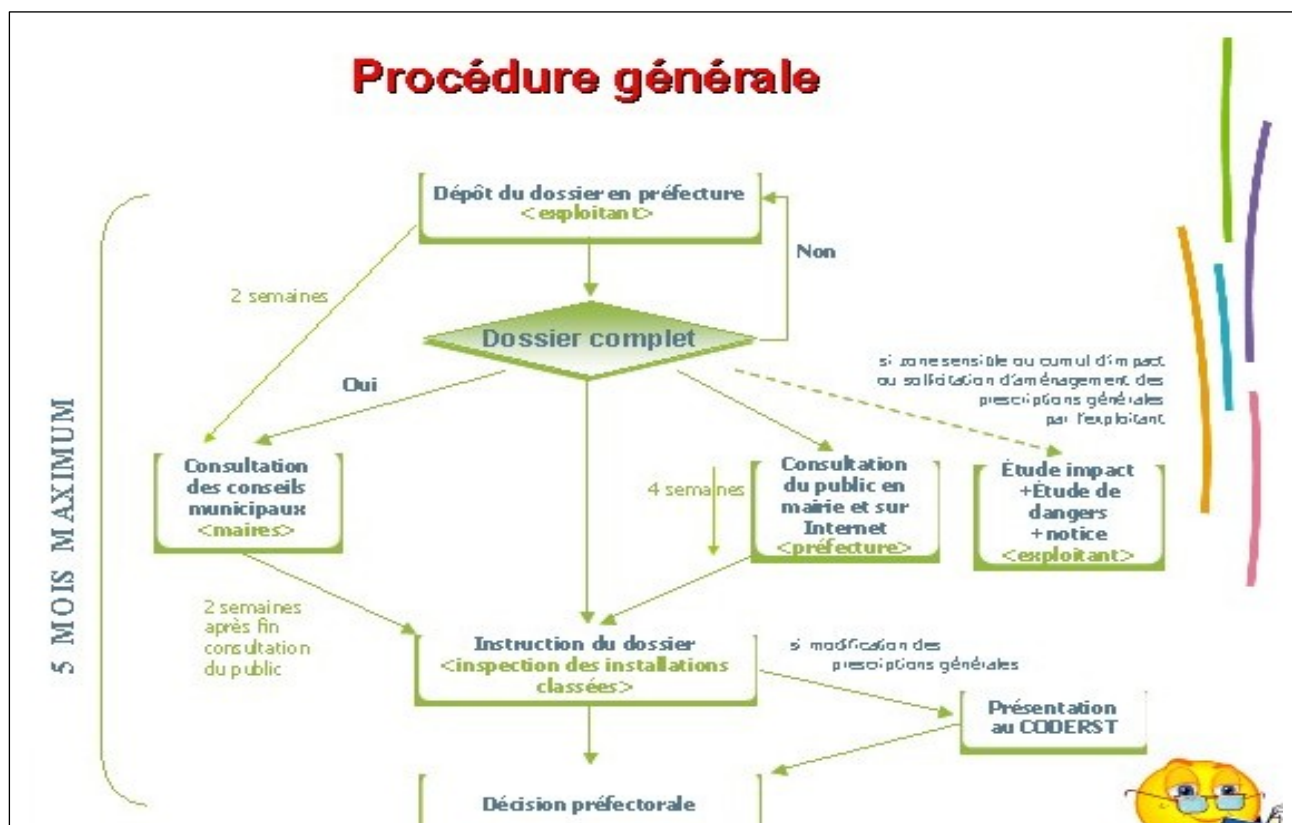 Procédure générale
Dépôt du dossier en préfecture
<exploitant>
Non
2 semaines
Dossier complet
si zone sensible ou cumul d'impact
ou sollicitation d'aménagement des
prescriptions générales
par l'exploitant
Oui
Consultation
des conseils
municipaux
<maires>
4 semaines
Consultation
du public en
mairie et sur
Internet
<préfecture>
Étude impact
+Étude de
dangers
+notice
<exploitant>
5 MOIS MAXIMUM
2 semaines
après fin
consultation
du public
Instruction du dossier
<inspection des installations
classées>
si modification des
prescriptions générales
Présentation
au CODERST
Décision préfectorale